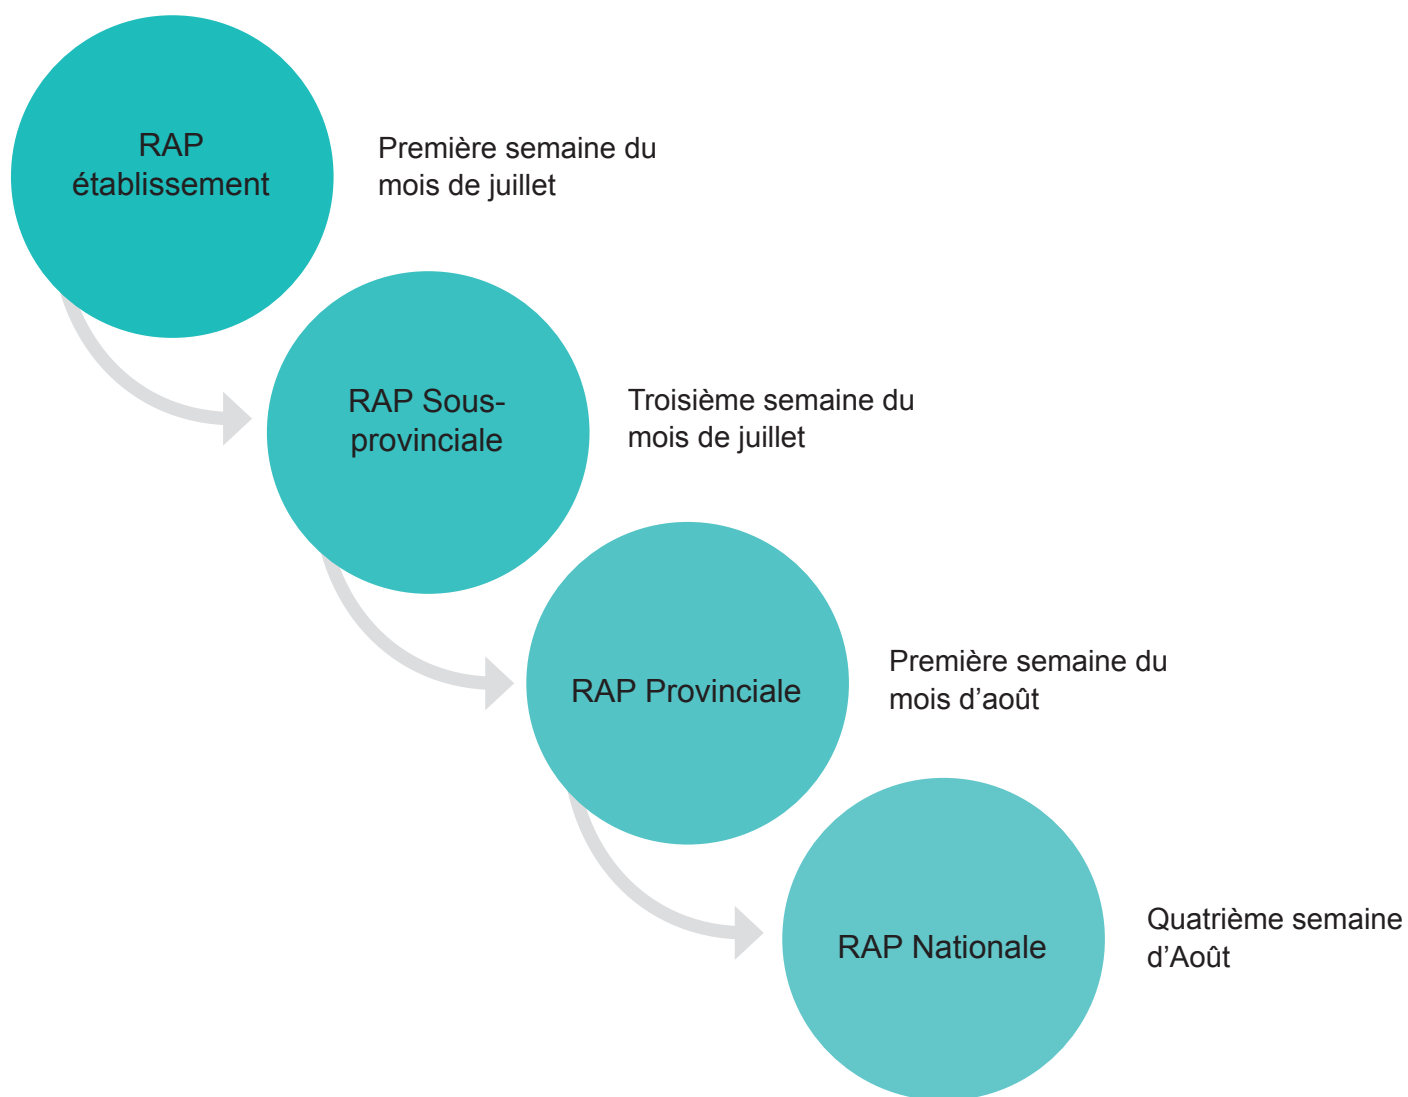 RAP
établissement
Première semaine du
mois de juillet
RAP Sous-
provinciale
Troisième semaine du
mois de juillet
RAP Provinciale
Première semaine du
mois d’août
RAP Nationale
Quatrième semaine
d’Août